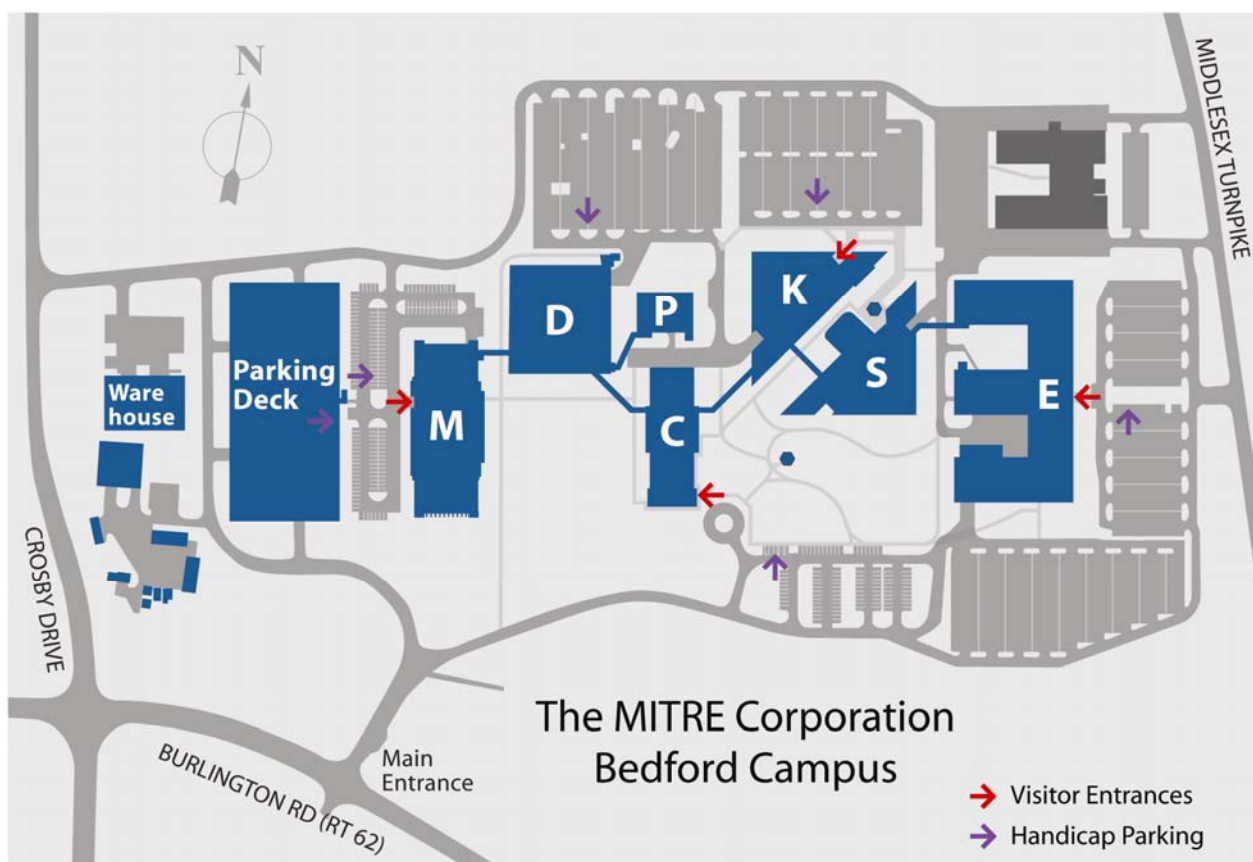 N
MIDDLESEX TURNPIKE
K
D
P
Parking
Deck
Ware
house
M
S
E
C
CROSBY DRIVE
The MITRE Corporation
Bedford Campus
Main
Entrance
BURLINGTON RD (RT 62)
Visitor Entrances
Handicap Parking